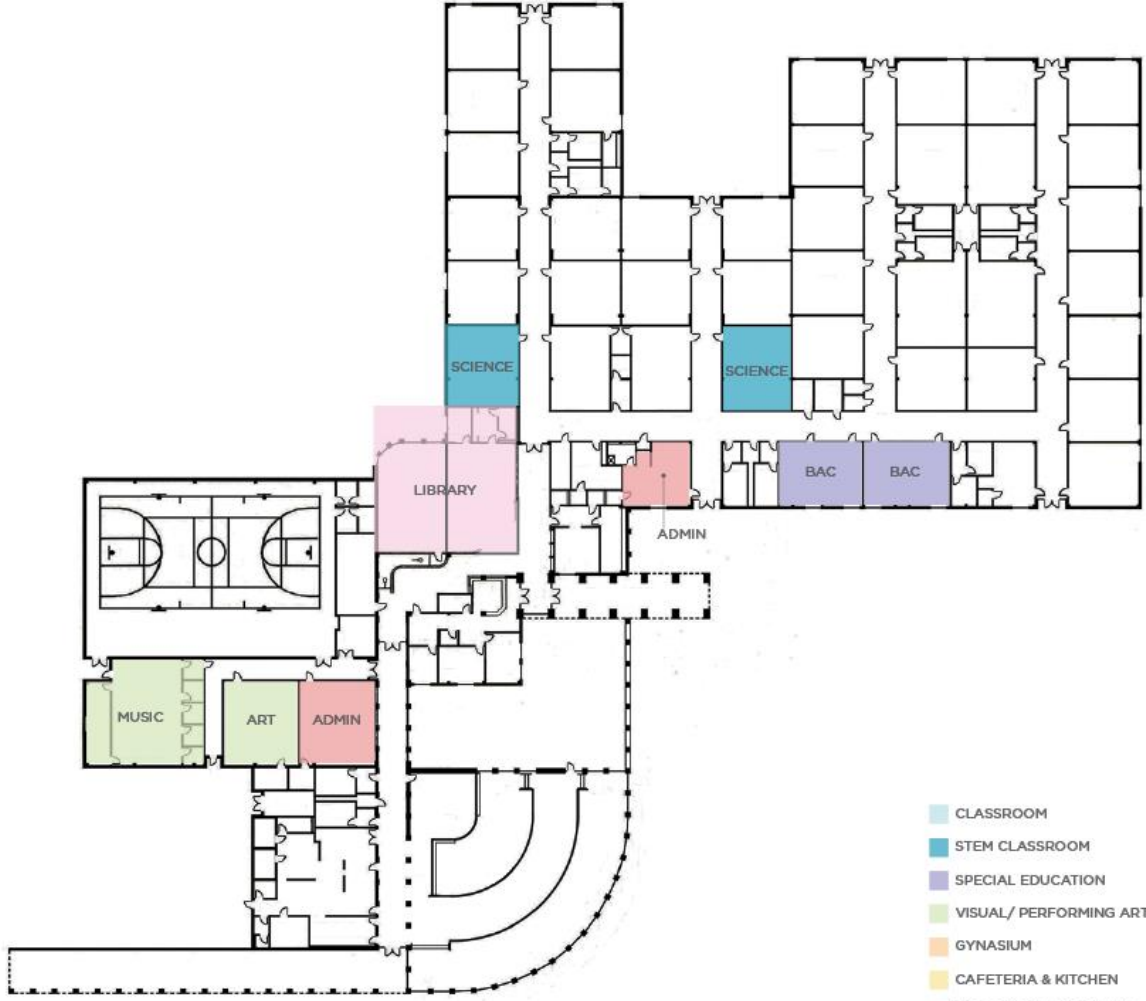 SCIENCE
SCIENCE
LIBRARY
BAC
BAC
ADMIN
MUSIC
ART
ADMIN
CLASSROOM
STEM CLASSROOM
SPECIAL EDUCATION
VISUAL/ PERFORMING ART
GYNASIUM
CAFETERIA & KITCHEN